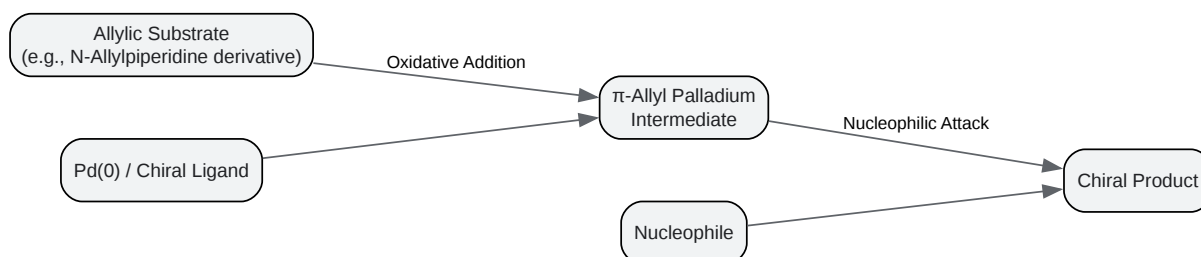 Allylic Substrate
(e.g., N-Allylpiperidine derivative)
Oxidative Addition
π-Allyl Palladium
Intermediate
Nucleophilic Attack
Pd(0) / Chiral Ligand
Chiral Product
Nucleophile